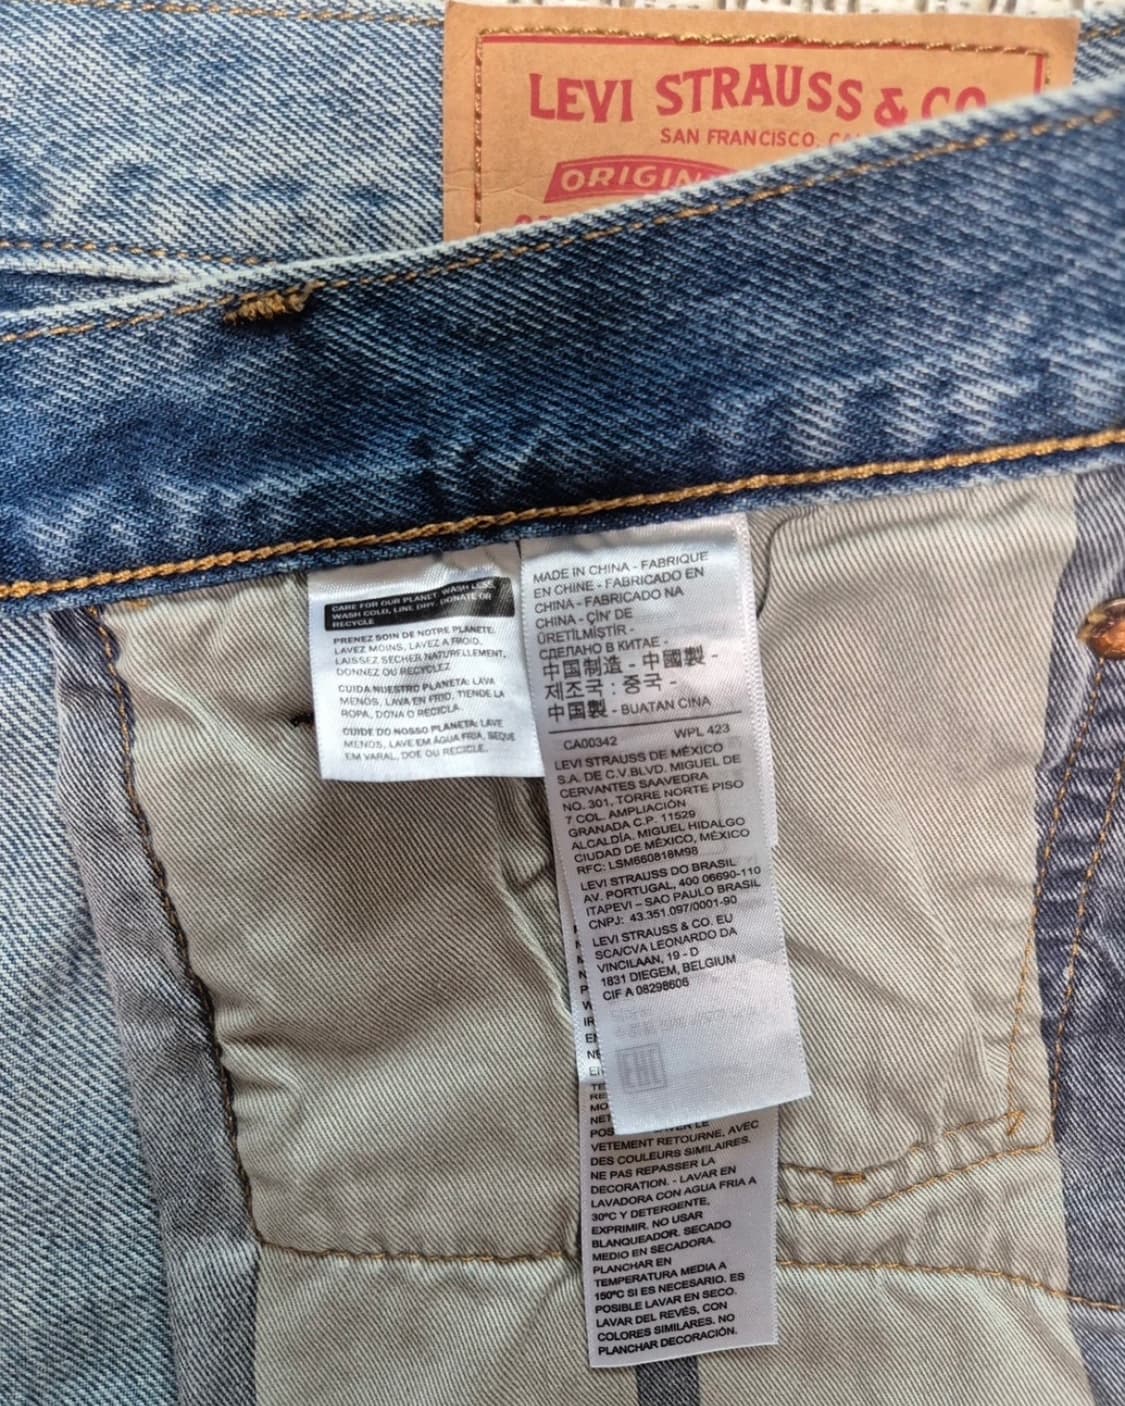 LEVI STRAUSS & CO
SAN FRANCISCO,
CARE FOR OUR PLANET: WASH LESS,
WASH COLD, LINE DRY, DONATE OR
RECYCLE
PRENEZ SOIN DE NOTRE PLANÈTE:
LAVEZ MOINS, LAVEZ A FROID,
LAISSEZ SECHER NATURELLEMENT,
DONNEZ OU RECYCLEZ
CUIDA NUESTRO PLANETA: LAVA
MENOS, LAVA EN FRIO, TIENDE LA
ROPA, DONA O RECICLA.
CUIDE DO NOSSO PLANETA: LAVE
MENOS, LAVE EM ÁGUA FRIA, SEQUE
EM VARAL, DOE OU RECICLE.
MADE IN CHINA - FABRIQUE
EN CHINE - FABRICADO EN
CHINA - FABRICADO NA
CHINA - ÇİN' DE
ÜRETİLMİŞTİR -
СДЕЛАНО В КИТАЕ -
中国制造 - 中國製 -
제조국 : 중국 -
中国製 - BUATAN CINA
CA00342 WPL 423
LEVI STRAUSS DE MÉXICO
S.A. DE C.V.BLVD. MIGUEL DE
CERVANTES SAAVEDRA
NO. 301, TORRE NORTE PISO
7 COL. AMPLIACIÓN
GRANADA C.P. 11529
ALCALDÍA. MIGUEL HIDALGO
CIUDAD DE MÉXICO, MÉXICO
RFC: LSM660818M98
LEVI STRAUSS DO BRASIL
AV. PORTUGAL, 400 06690-110
ITAPEVI – SAO PAULO BRASIL
CNPJ: 43.351.097/0001-90
LEVI STRAUSS & CO. EU
SCA/CVA LEONARDO DA
VINCILAAN, 19 - D
1831 DIEGEM, BELGIUM
CIF A 08298606
EAC
VETEMENT RETOURNE, AVEC
DES COULEURS SIMILAIRES.
NE PAS REPASSER LA
DECORATION. - LAVAR EN
LAVADORA CON AGUA FRIA A
30ºC Y DETERGENTE,
EXPRIMIR. NO USAR
BLANQUEADOR. SECADO
MEDIO EN SECADORA.
PLANCHAR EN
TEMPERATURA MEDIA A
150ºC SI ES NECESARIO. ES
POSIBLE LAVAR EN SECO.
LAVAR DEL REVÉS, CON
COLORES SIMILARES. NO
PLANCHAR DECORACIÓN.